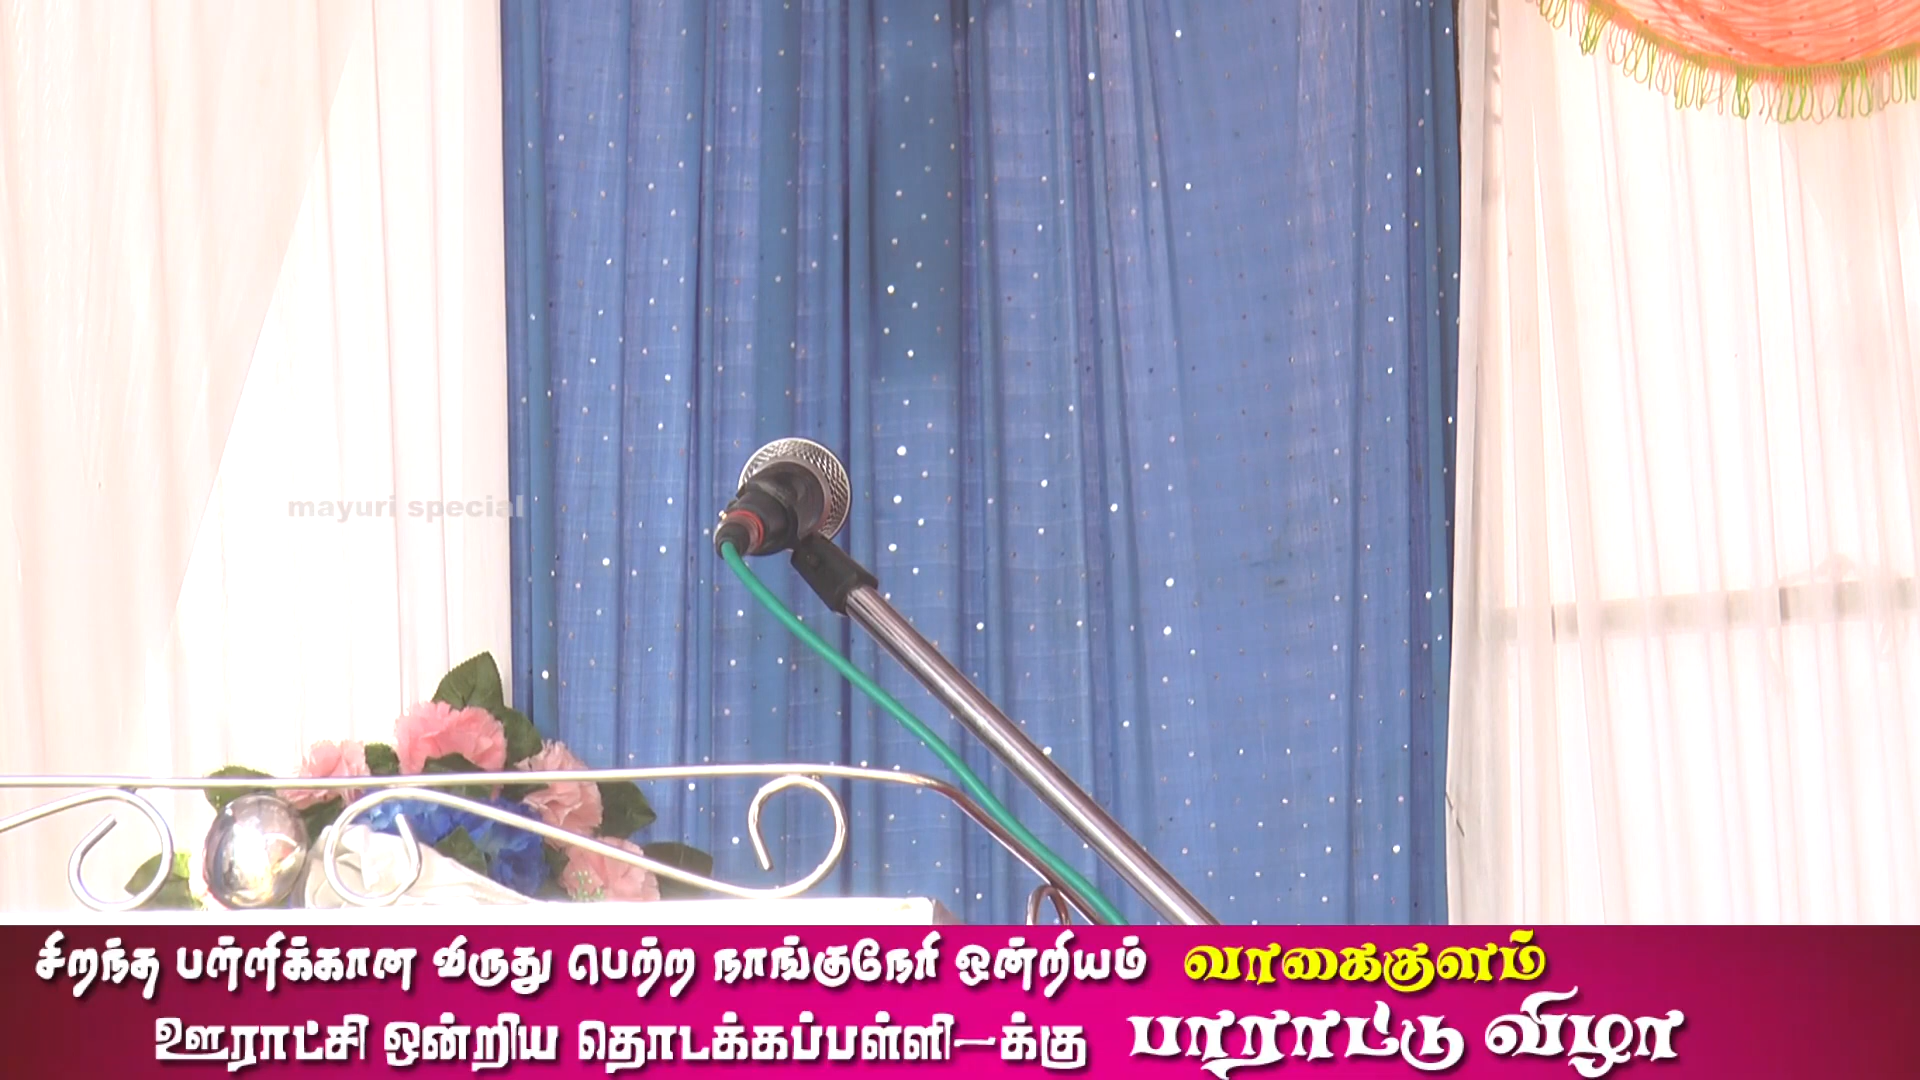 mayuri special
சிறந்த பள்ளிக்கான விருது பெற்ற நாங்குநேரி ஒன்றியம் வாகைகுளம்
ஊராட்சி ஒன்றிய தொடக்கப்பள்ளி-க்கு பாராட்டு விழா